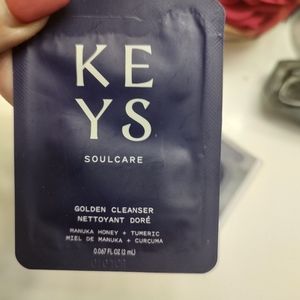 KE
YS
SOULCARE
GOLDEN CLEANSER
NETTOYANT DORÉ
MANUKA HONEY + TUMERIC
MIEL DE MANUKA + CURCUMA
0.067 FL OZ (2 mL)